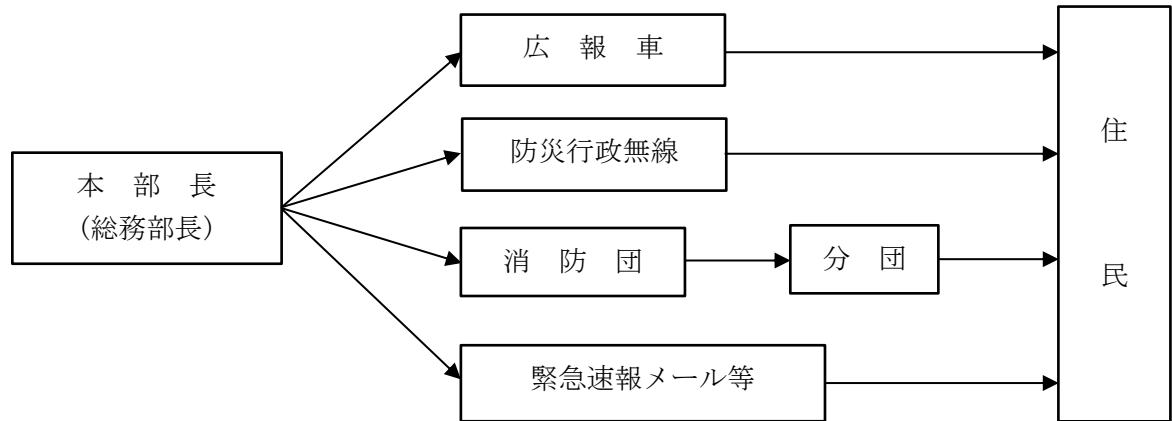 本部長
(総務部長)
広報車
防災行政無線
消防団
分団
緊急速報メール等
住民